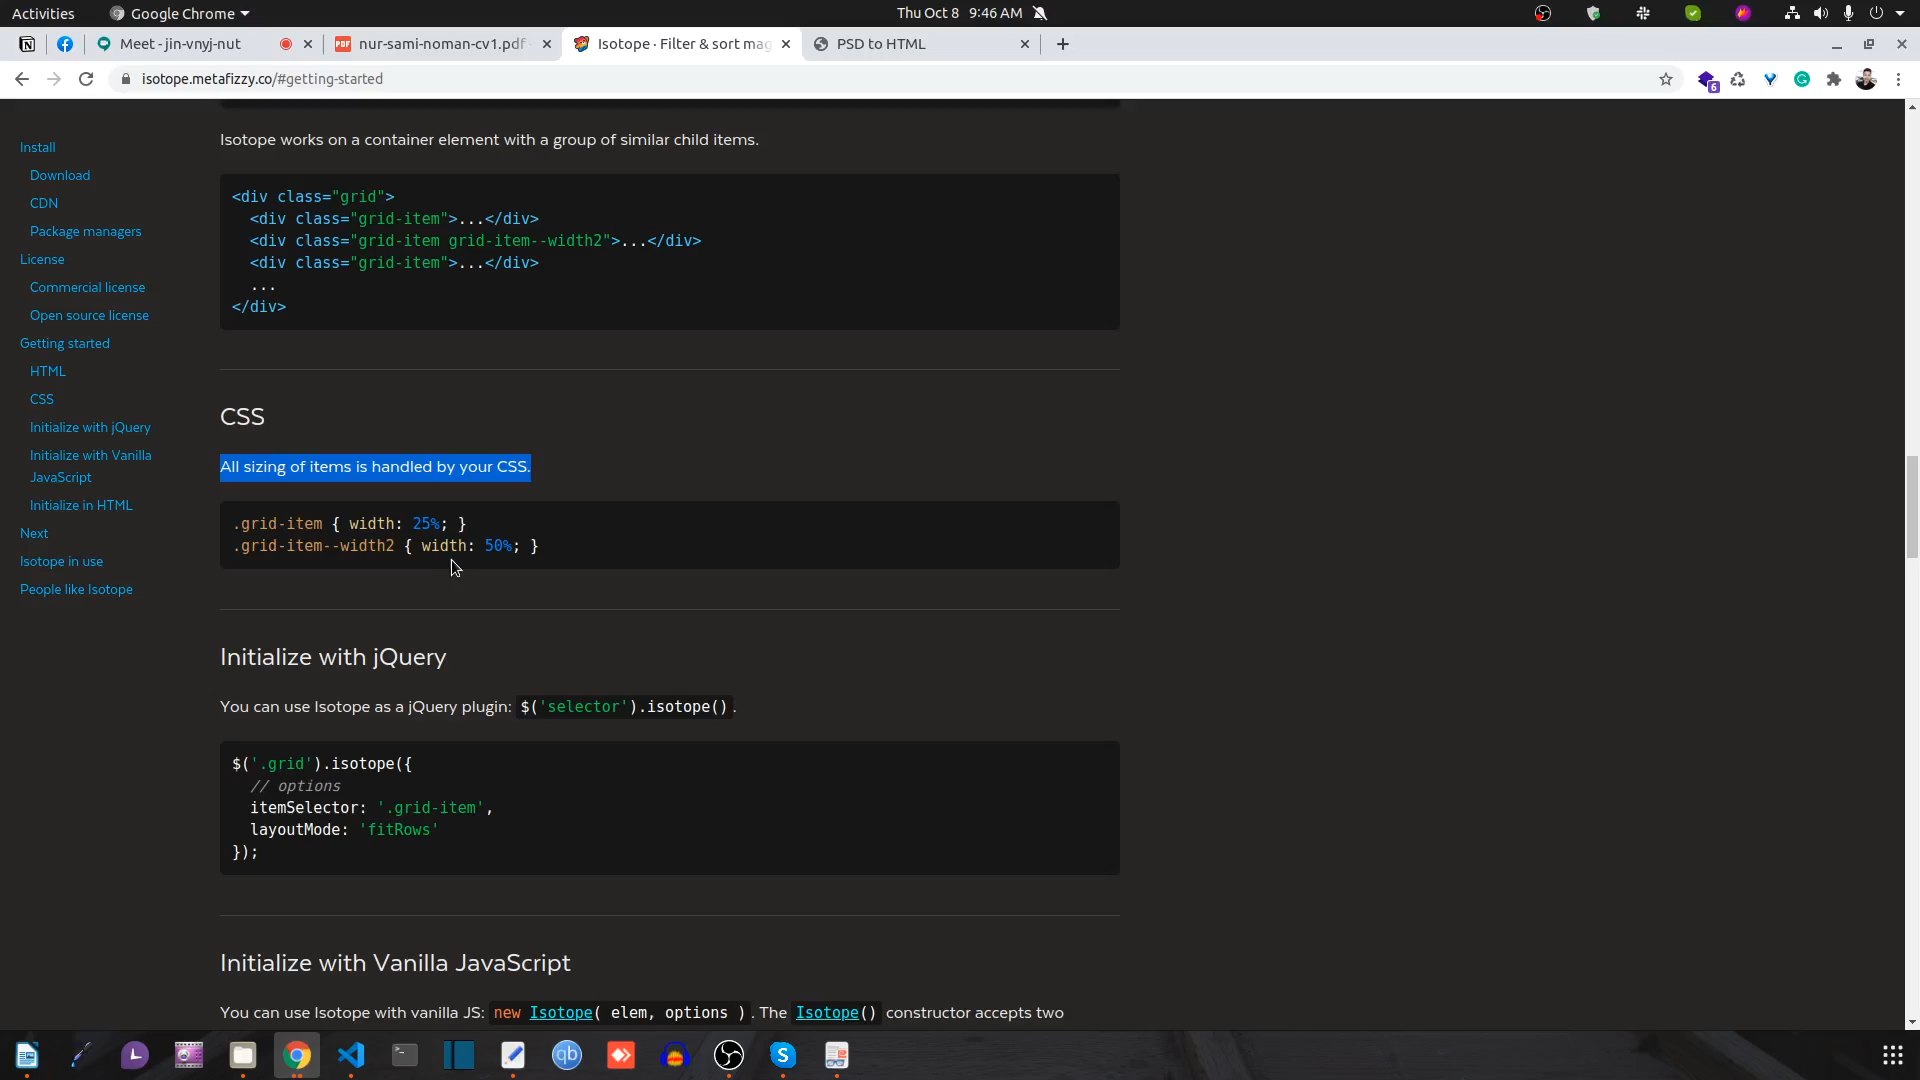 Activities
Google Chrome
Thu Oct 8 9:46 AM
Meet - jin-vnyj-nut
PDF
nur-sami-noman-cv1.pdf
Isotope · Filter & sort mag
PSD to HTML
isotope.metafizzy.co/#getting-started
6
Install
Download
CDN
Package managers
License
Commercial license
Open source license
Getting started
HTML
CSS
Initialize with jQuery
Initialize with Vanilla
JavaScript
Initialize in HTML
Next
Isotope in use
People like Isotope
Isotope works on a container element with a group of similar child items.
<div class="grid">
<div class="grid-item">...</div>
<div class="grid-item grid-item--width2">...</div>
<div class="grid-item">...</div>
...
</div>
CSS
All sizing of items is handled by your CSS.
.grid-item { width: 25%; }
.grid-item--width2 { width: 50%; }
Initialize with jQuery
You can use Isotope as a jQuery plugin: $('selector').isotope().
$('.grid').isotope({
// options
itemSelector: '.grid-item',
layoutMode: 'fitRows'
});
Initialize with Vanilla JavaScript
You can use Isotope with vanilla JS: new Isotope( elem, options ). The Isotope() constructor accepts two
qb
S